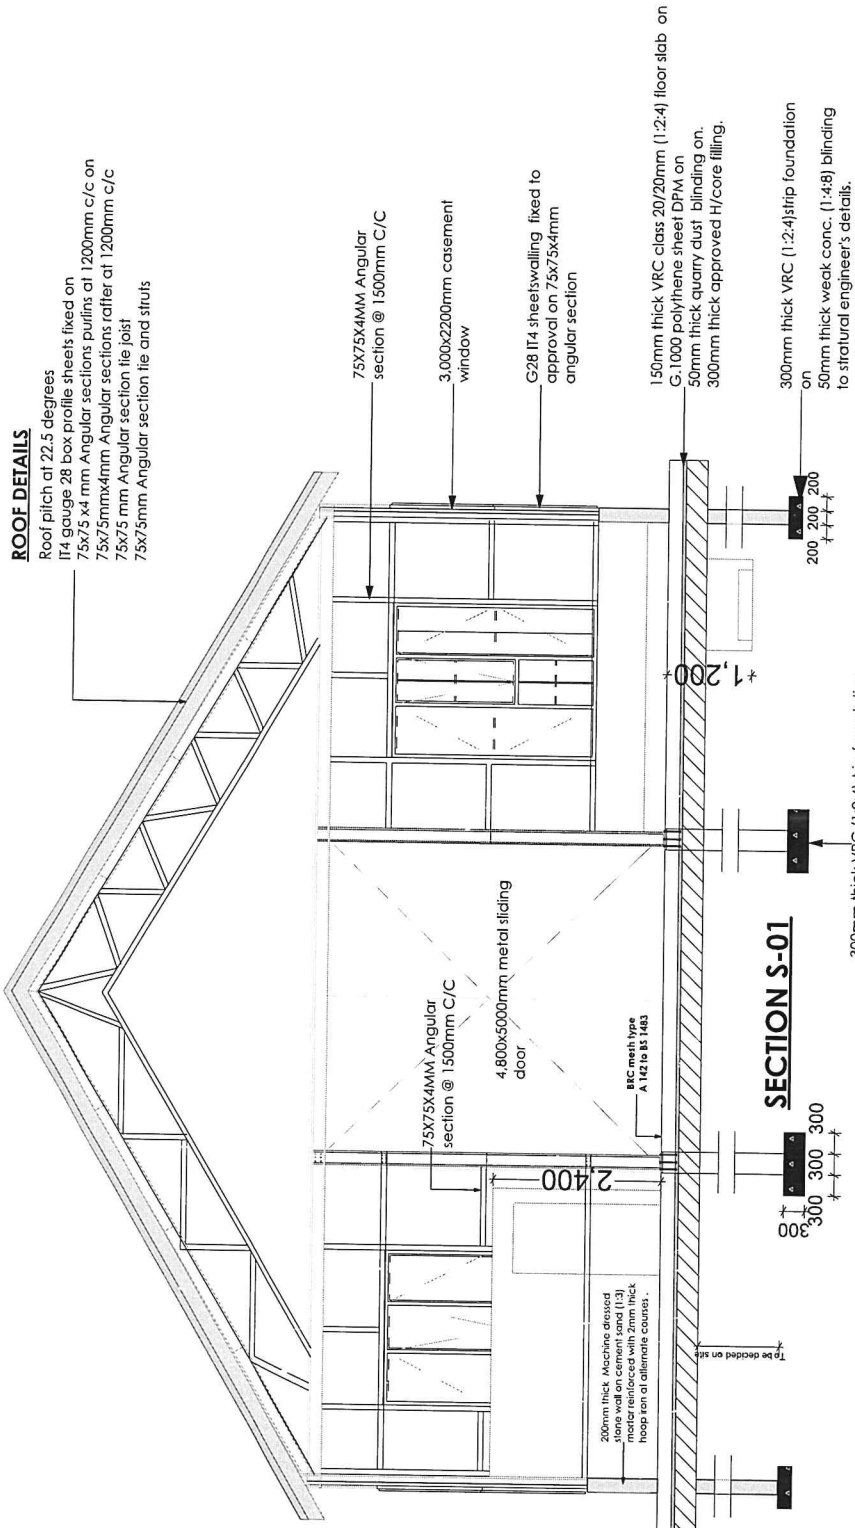 ROOF DETAILS
Roof pitch at 22.5 degrees
IT4 gauge 28 box profile sheets fixed on
75x75 x4 mm Angular sections purlins at 1200mm c/c on
75x75mmx4mm Angular sections rafter at 1200mm c/c
75x75 mm Angular section tie joist
75x75mm Angular section tie and struts
75X75X4MM Angular
section @ 1500mm C/C
3,000x2200mm casement
window
G28 IT4 sheetswalling fixed to
approval on 75x75x4mm
angular section
150mm thick VRC class 20/20mm (1:2:4) floor slab on
G.1000 polythene sheet DPM on
50mm thick quarry dust blinding on.
300mm thick approved H/core filling.
300mm thick VRC (1:2:4)strip foundation
on
50mm thick weak conc. (1:4:8) blinding
to stratural engineer's details.
200
200
200
1,200
75X75X4MM Angular
section @ 1500mm C/C
4,800x5000mm metal sliding
door
BRC mesh type
A 142 to BS 1483
2,400
200mm thick Machine dressed
stone wall on cement sand (1:3)
mortar reinforced with 2mm thick
hoop iron at alternate courses .
To be decided on site
SECTION S-01
300
300
300
300